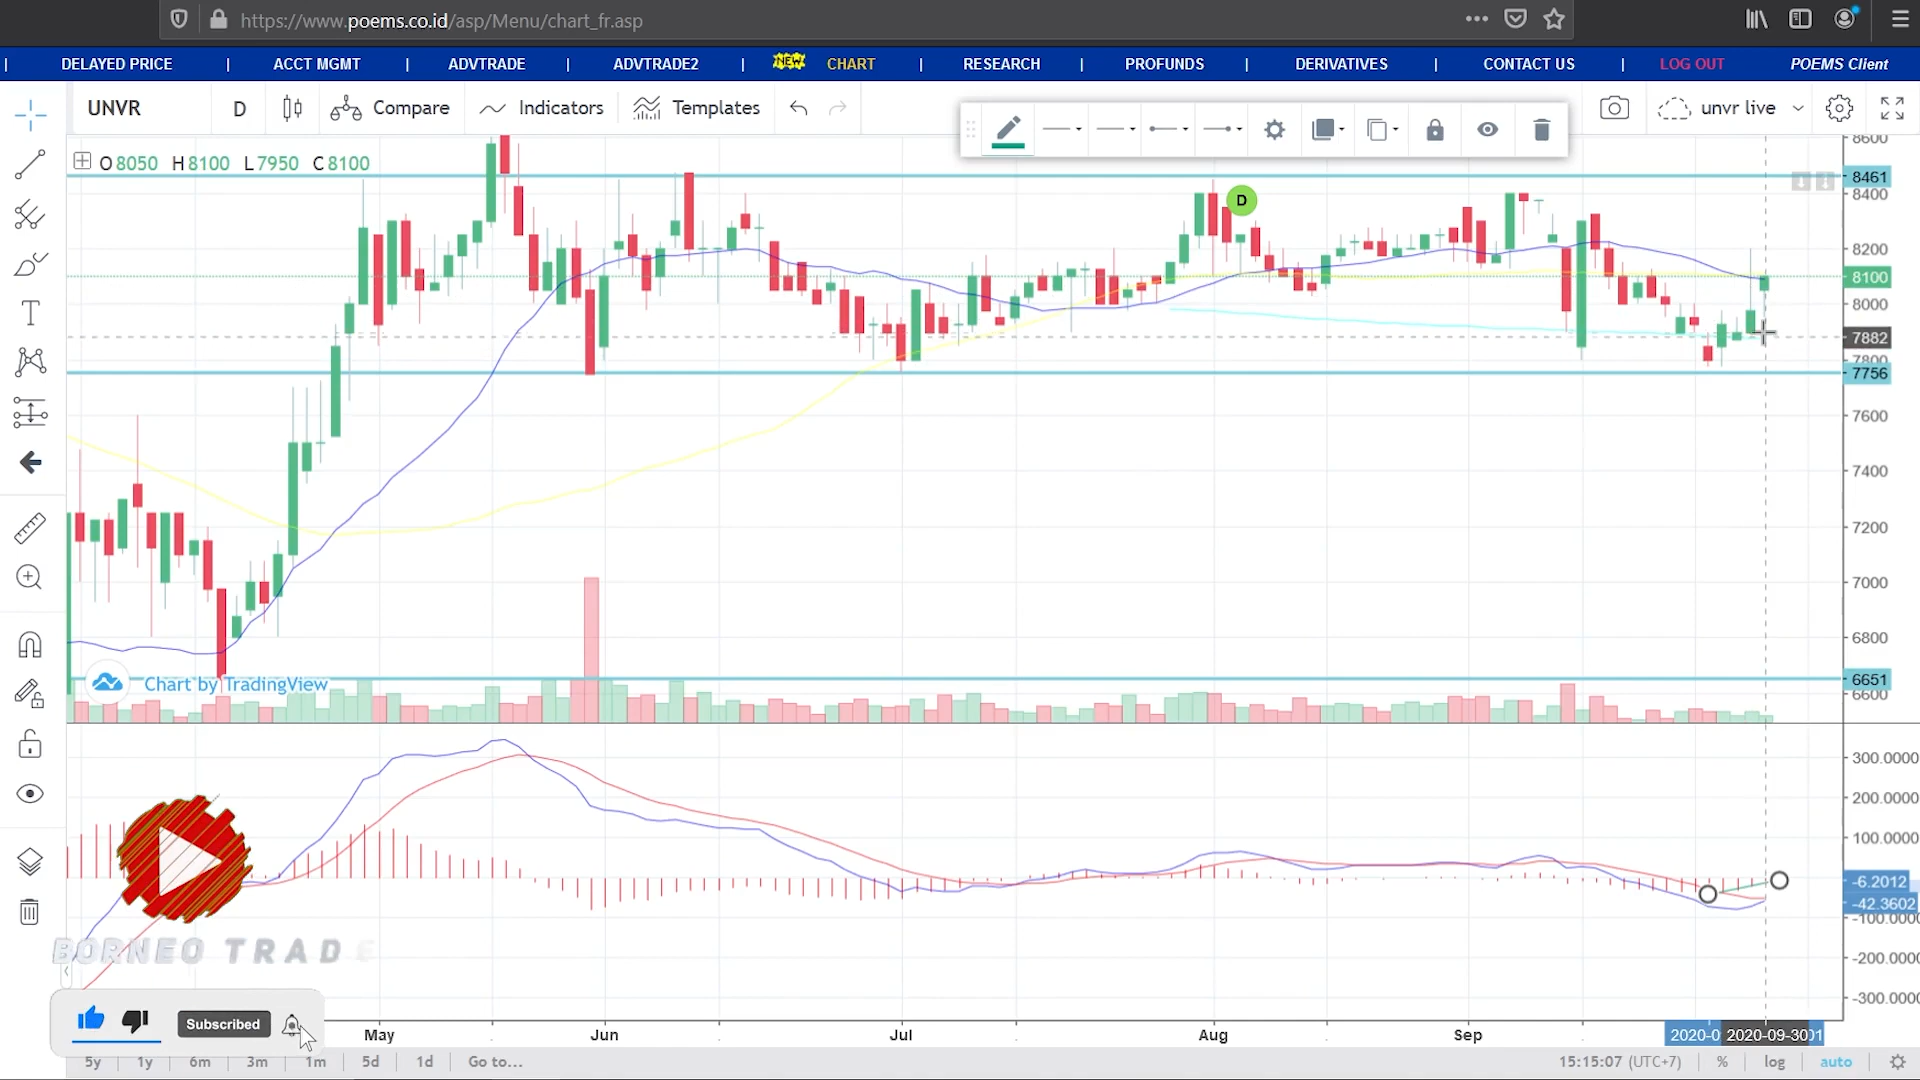 https://www.poems.co.id/asp/Menu/chart_fr.asp
| DELAYED PRICE | ACCT MGMT | ADVTRADE | ADVTRADE2 | NEW CHART | RESEARCH | PROFUNDS | DERIVATIVES | CONTACT US | LOG OUT POEMS Client
UNVR D Compare Indicators Templates unvr live
O 8050 H 8100 L 7950 C 8100
8600
8461
8400
8200
8100
8000
7882
7800
7756
7600
7400
7200
7000
6800
6651
6600
D
Chart by TradingView
300.0000
200.0000
100.0000
-6.2012
-42.3602
-100.0000
-200.0000
-300.0000
BORNEO TRADE
Subscribed
May Jun Jul Aug Sep 2020-0 2020-09-30 01
5y 1y 6m 3m 1m 5d 1d Go to... 15:15:07 (UTC+7) % log auto